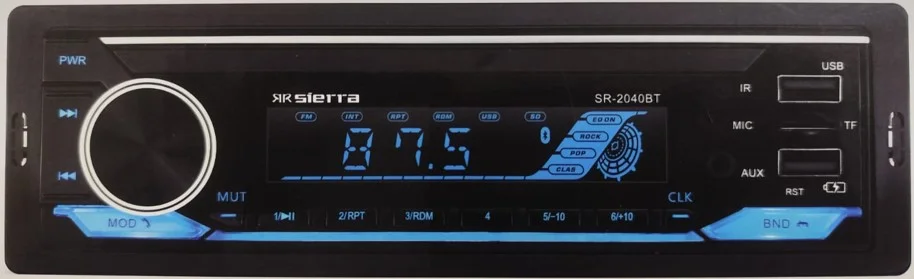 PWR
USB
IR
ЯR sierra
SR-2040BT
FM INT RPT RDM USB SD
EQ ON
ROCK
POP
CLAS
87.5
MIC
TF
AUX
RST
MUT
CLK
1/▶II 2/RPT 3/RDM 4 5/-10 6/+10
MOD
BND